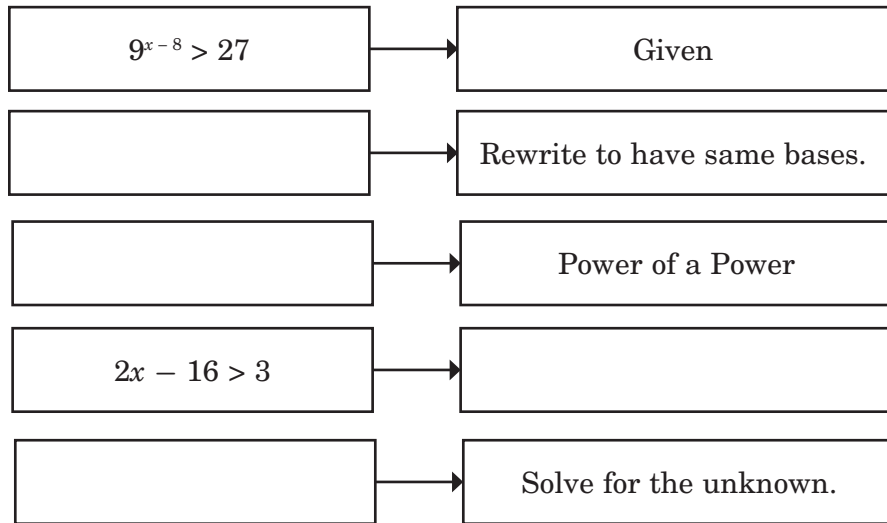 9^{x – 8} > 27
Given
Rewrite to have same bases.
Power of a Power
2x − 16 > 3
Solve for the unknown.